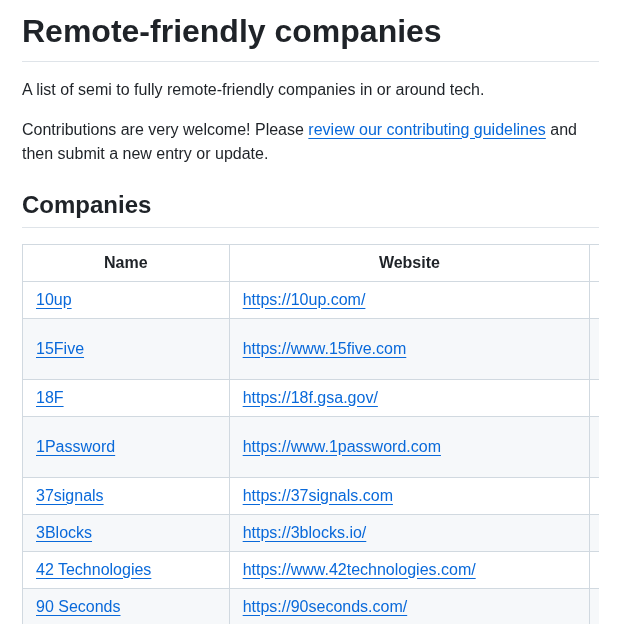 Remote-friendly companies
A list of semi to fully remote-friendly companies in or around tech.
Contributions are very welcome! Please review our contributing guidelines and
then submit a new entry or update.
Companies
Name Website
10up https://10up.com/
15Five https://www.15five.com
18F https://18f.gsa.gov/
1Password https://www.1password.com
37signals https://37signals.com
3Blocks https://3blocks.io/
42 Technologies https://www.42technologies.com/
90 Seconds https://90seconds.com/